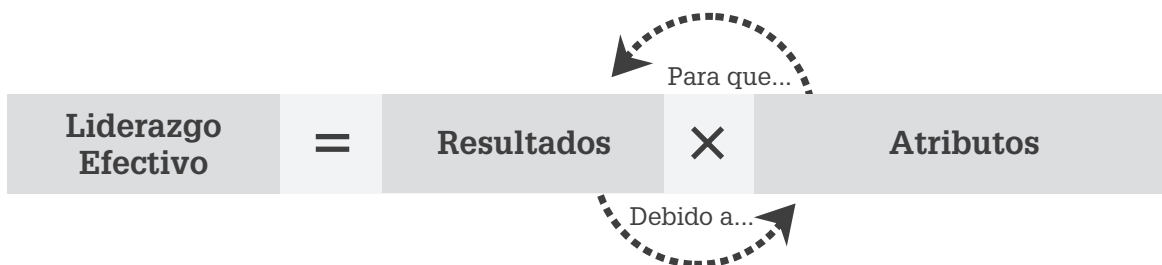 Para que...
Liderazgo
Efectivo
=
Resultados
×
Atributos
Debido a...